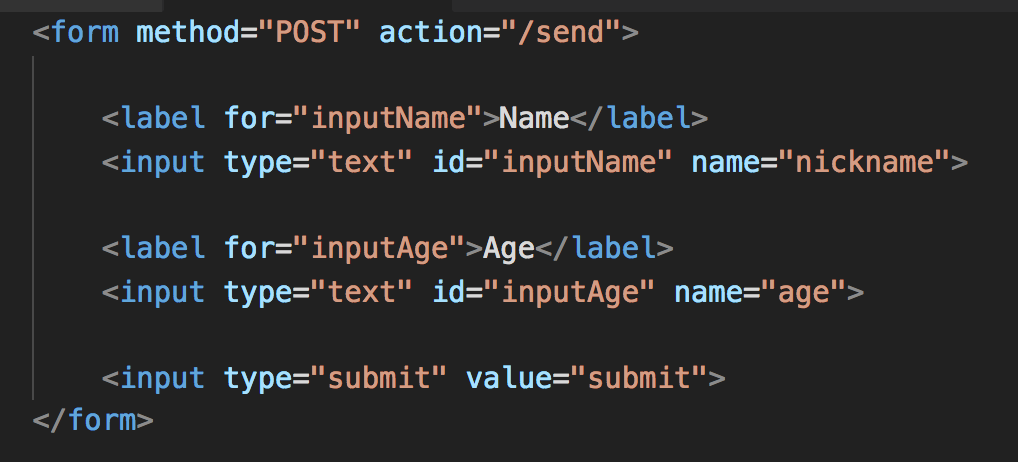 <form method="POST" action="/send">
<label for="inputName">Name</label>
<input type="text" id="inputName" name="nickname">
<label for="inputAge">Age</label>
<input type="text" id="inputAge" name="age">
<input type="submit" value="submit">
</form>